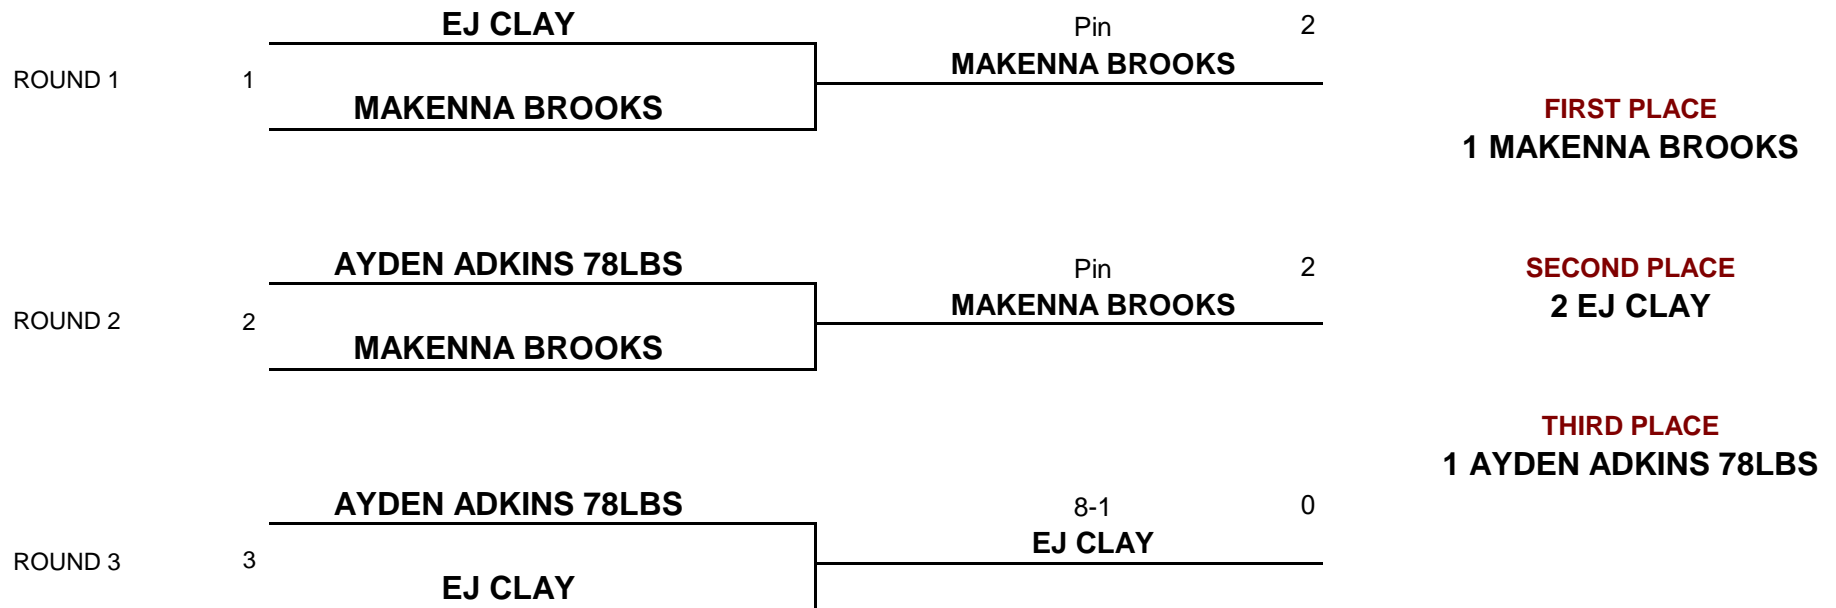 EJ CLAY
Pin 2
MAKENNA BROOKS
ROUND 1 1
MAKENNA BROOKS
FIRST PLACE
1 MAKENNA BROOKS
AYDEN ADKINS 78LBS
Pin 2
MAKENNA BROOKS
ROUND 2 2
MAKENNA BROOKS
SECOND PLACE
2 EJ CLAY
THIRD PLACE
1 AYDEN ADKINS 78LBS
AYDEN ADKINS 78LBS
8-1 0
EJ CLAY
ROUND 3 3
EJ CLAY